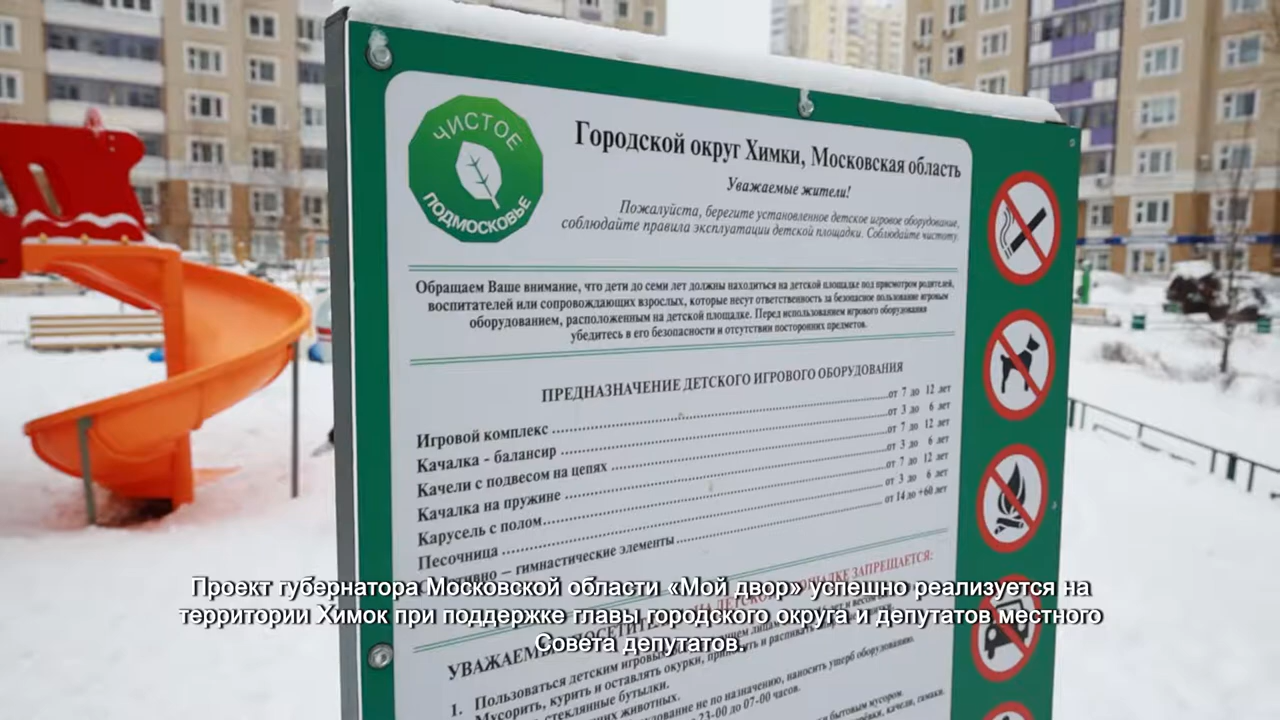 ЧИСТОЕ
ПОДМОСКОВЬЕ
Городской округ Химки, Московская область
Уважаемые жители!
Пожалуйста, берегите установленное детское игровое оборудование,
соблюдайте правила эксплуатации детской площадки. Соблюдайте чистоту.
Обращаем Ваше внимание, что дети до семи лет должны находиться на детской площадке под присмотром родителей,
воспитателей или сопровождающих взрослых, которые несут ответственность за безопасное пользование игровым
оборудованием, расположенным на детской площадке. Перед использованием игрового оборудования
убедитесь в его безопасности и отсутствии посторонних предметов.
ПРЕДНАЗНАЧЕНИЕ ДЕТСКОГО ИГРОВОГО ОБОРУДОВАНИЯ
Игровой комплекс от 7 до 12 лет
Качалка - балансир от 3 до 6 лет
Качели с подвесом на цепях от 7 до 12 лет
Качалка на пружине от 3 до 6 лет
Карусель с полом от 7 до 12 лет
Песочница от 3 до 6 лет
– гимнастические элементы от 14 до +60 лет
Проект губернатора Московской области «Мой двор» успешно реализуется на
территории Химок при поддержке главы городского округа и депутатов местного
Совета депутатов.
ЗАПРЕЩАЕТСЯ:
1. Пользоваться детским игровым
Мусорить, курить и оставлять окурки, и распивать
стеклянные бутылки.
животных.
не по назначению, наносить ущерб оборудованию.
23-00 до 07-00 часов.
бытовым мусором.
качели, гамаки.